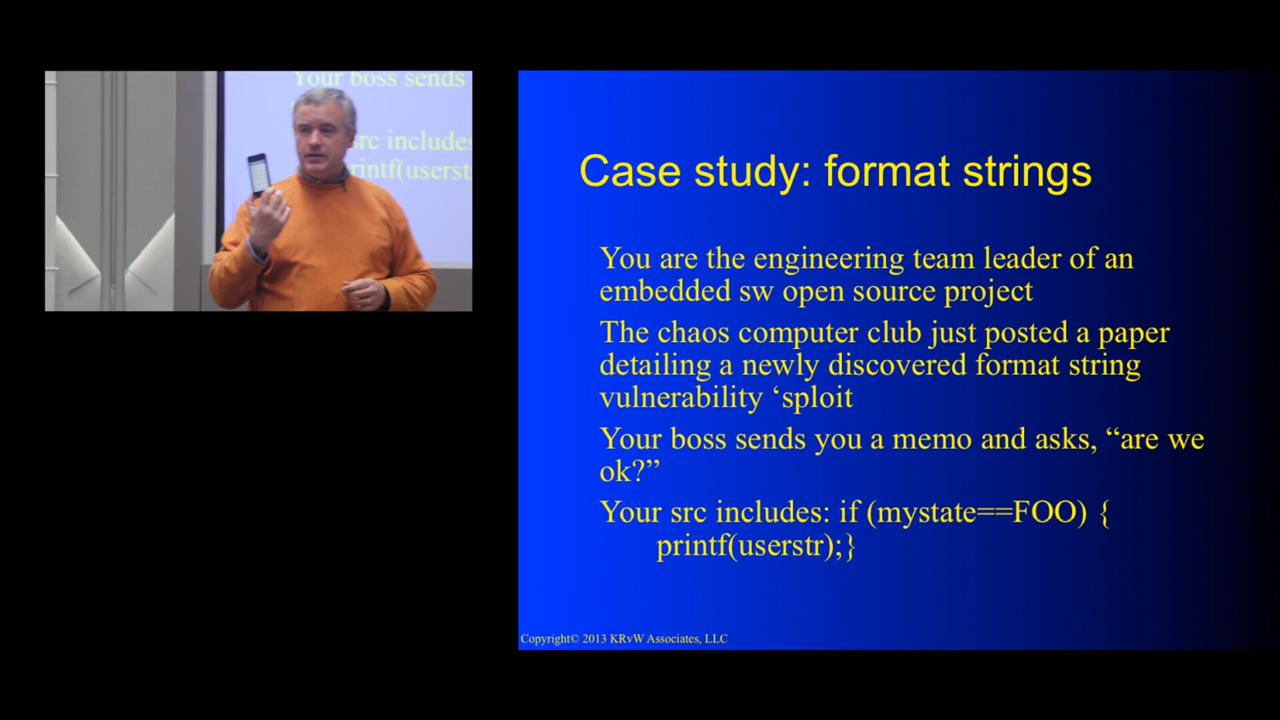 Your boss sends
src includes
rintf(userst
Case study: format strings
You are the engineering team leader of an
embedded sw open source project
The chaos computer club just posted a paper
detailing a newly discovered format string
vulnerability ‘sploit
Your boss sends you a memo and asks, “are we
ok?”
Your src includes: if (mystate==FOO) {
printf(userstr);}
Copyright© 2013 KRvW Associates, LLC